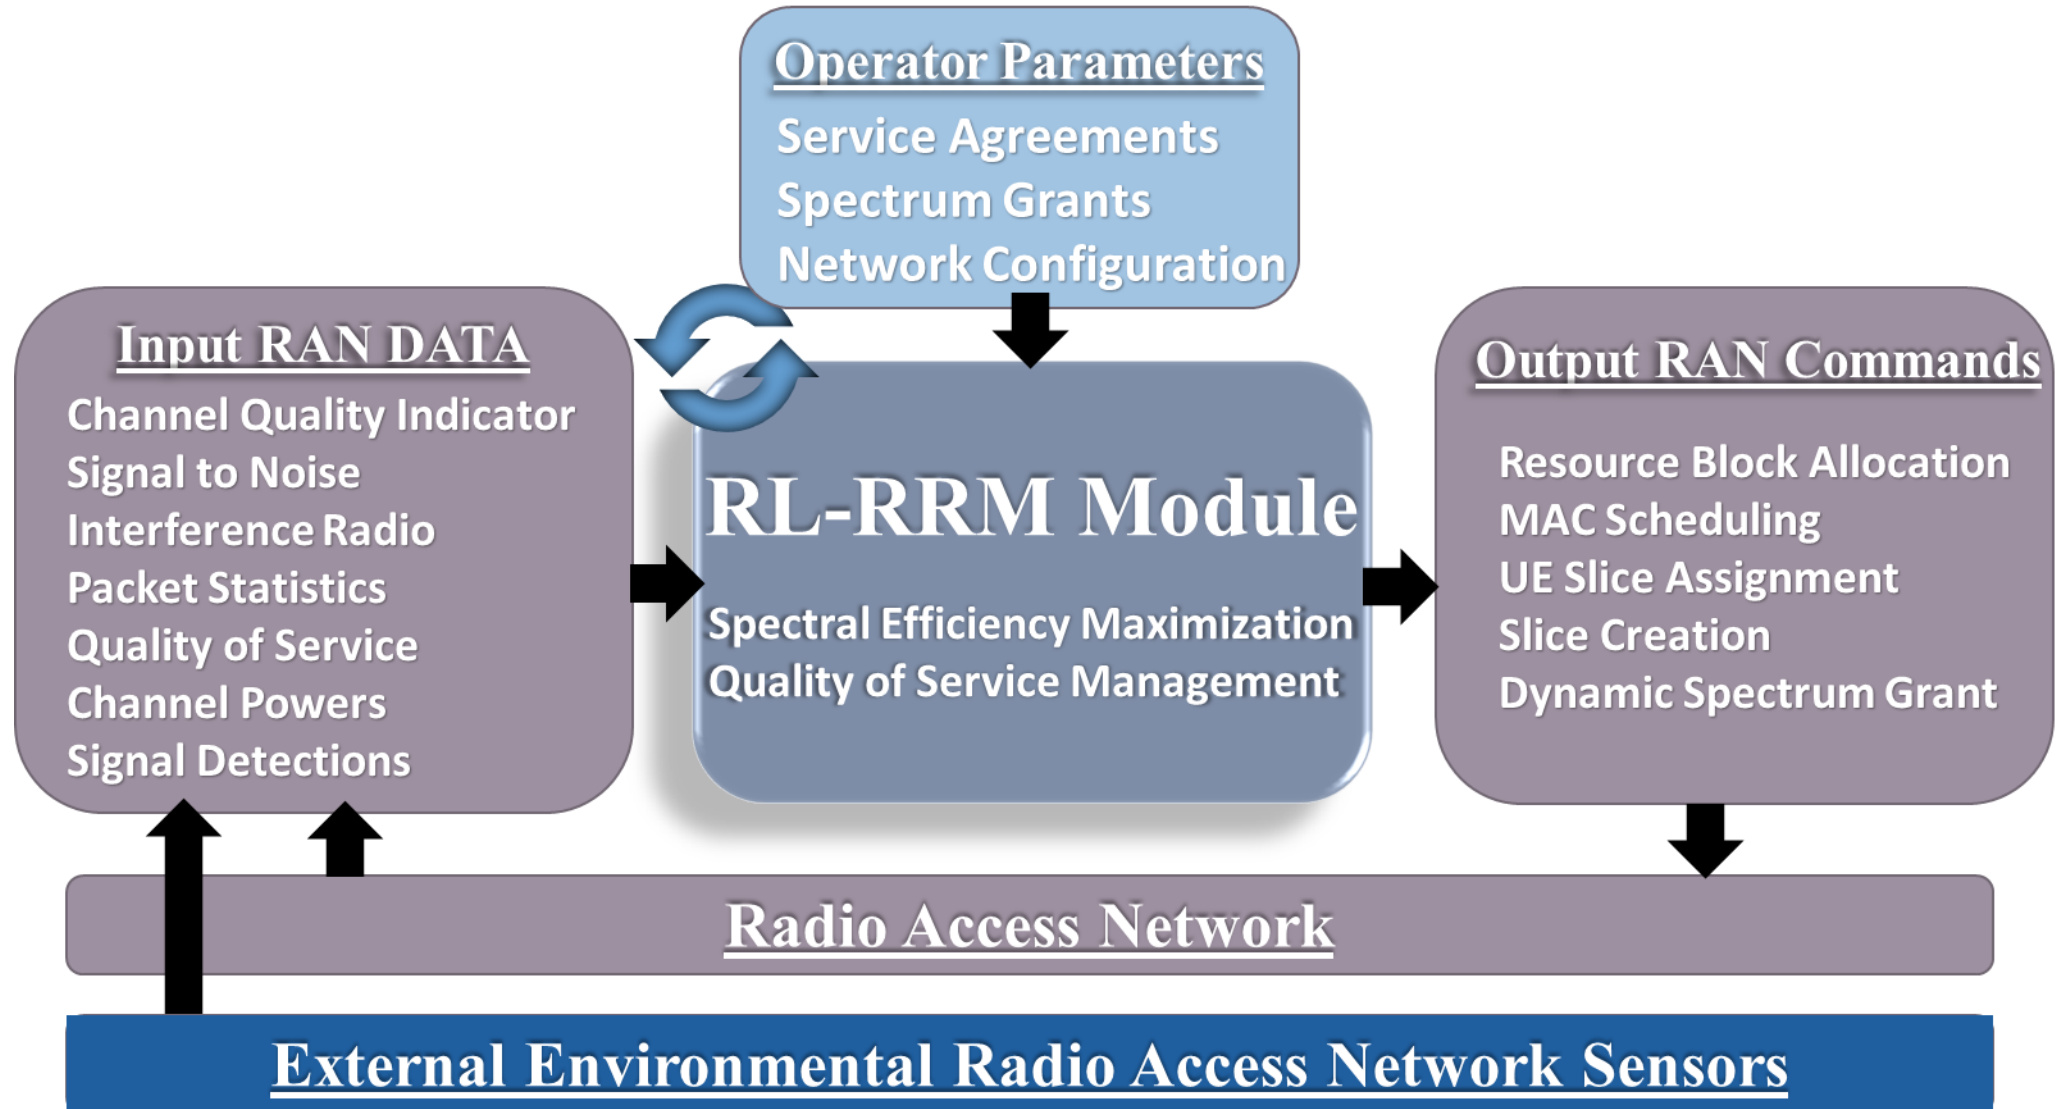 Operator Parameters
Service Agreements
Spectrum Grants
Network Configuration
Input RAN DATA
Channel Quality Indicator
Signal to Noise
Interference Radio
Packet Statistics
Quality of Service
Channel Powers
Signal Detections
RL-RRM Module
Spectral Efficiency Maximization
Quality of Service Management
Output RAN Commands
Resource Block Allocation
MAC Scheduling
UE Slice Assignment
Slice Creation
Dynamic Spectrum Grant
Radio Access Network
External Environmental Radio Access Network Sensors